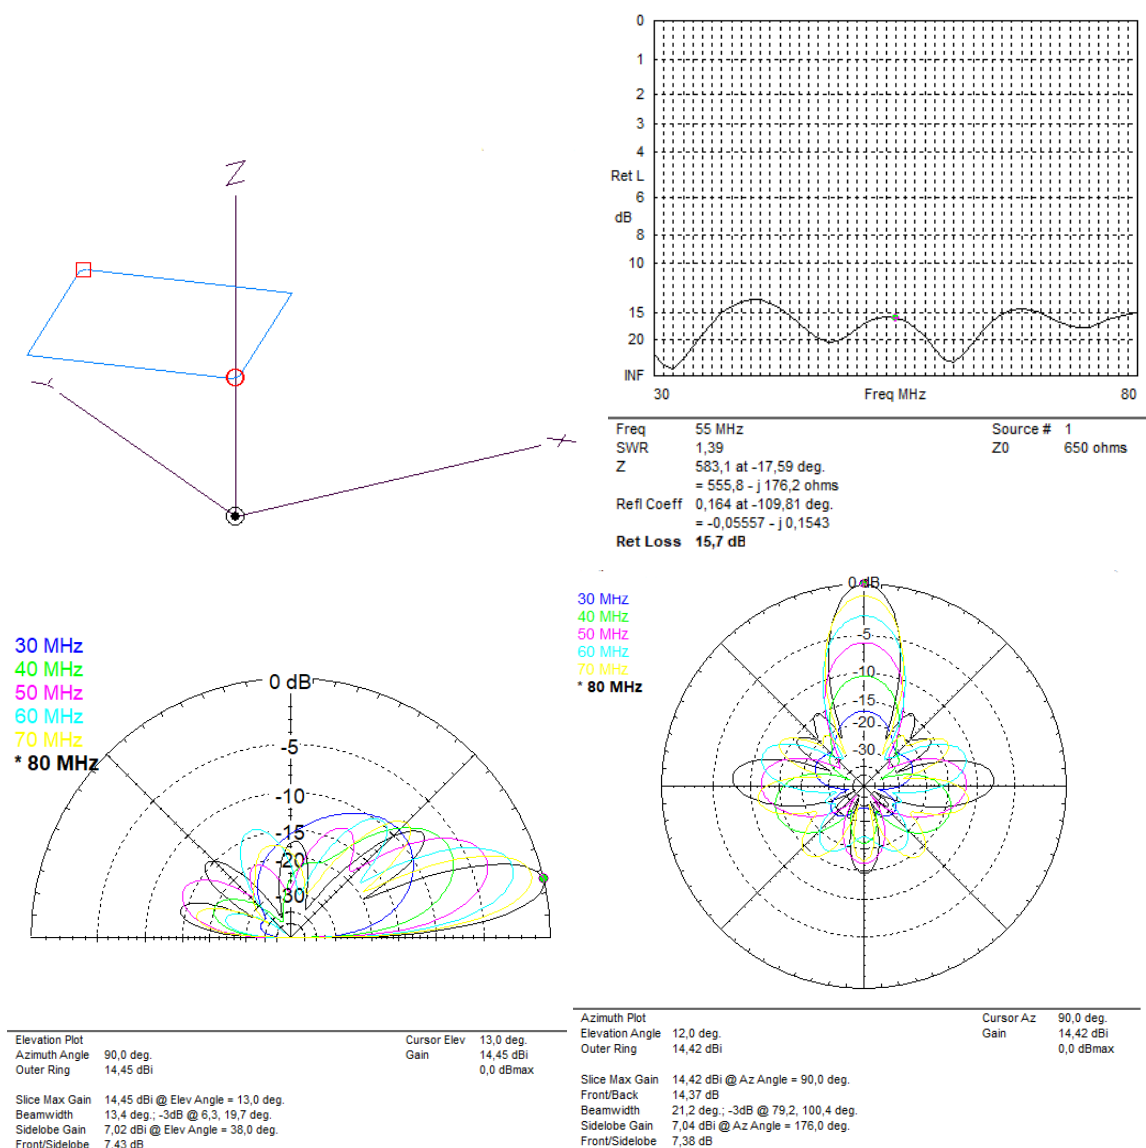 Z
Y
X
0
1
2
3
4
Ret L
6
dB
8
10
15
20
INF
30
Freq MHz
80
Freq 55 MHz Source # 1
SWR 1,39 Z0 650 ohms
Z 583,1 at -17,59 deg.
= 555,8 - j 176,2 ohms
Refl Coeff 0,164 at -109,81 deg.
= -0,05557 - j 0,1543
Ret Loss 15,7 dB
30 MHz
40 MHz
50 MHz
60 MHz
70 MHz
* 80 MHz
0 dB
-5
-10
-15
-20
-30
Elevation Plot Cursor Elev 13,0 deg.
Azimuth Angle 90,0 deg. Gain 14,45 dBi
Outer Ring 14,45 dBi 0,0 dBmax
Slice Max Gain 14,45 dBi @ Elev Angle = 13,0 deg.
Beamwidth 13,4 deg.; -3dB @ 6,3, 19,7 deg.
Sidelobe Gain 7,02 dBi @ Elev Angle = 38,0 deg.
Front/Sidelobe 7,43 dB
30 MHz
40 MHz
50 MHz
60 MHz
70 MHz
* 80 MHz
0 dB
-5
-10
-15
-20
-30
Azimuth Plot Cursor Az 90,0 deg.
Elevation Angle 12,0 deg. Gain 14,42 dBi
Outer Ring 14,42 dBi 0,0 dBmax
Slice Max Gain 14,42 dBi @ Az Angle = 90,0 deg.
Front/Back 14,37 dB
Beamwidth 21,2 deg.; -3dB @ 79,2, 100,4 deg.
Sidelobe Gain 7,04 dBi @ Az Angle = 176,0 deg.
Front/Sidelobe 7,38 dB